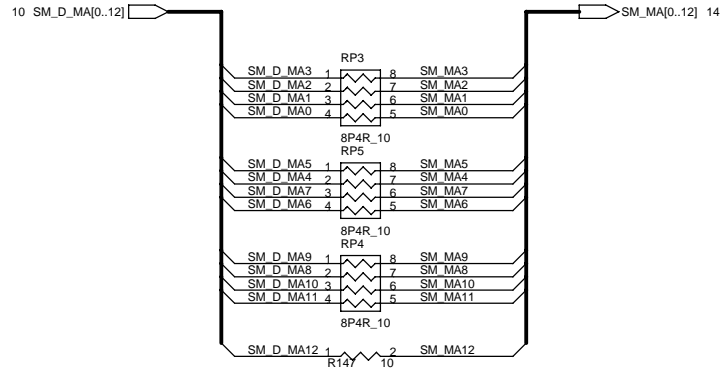 10 SM_D_MA[0..12] SM_MA[0..12] 14
RP3
SM_D_MA3 1 8 SM_MA3
SM_D_MA2 2 7 SM_MA2
SM_D_MA1 3 6 SM_MA1
SM_D_MA0 4 5 SM_MA0
8P4R_10
RP5
SM_D_MA5 1 8 SM_MA5
SM_D_MA4 2 7 SM_MA4
SM_D_MA7 3 6 SM_MA7
SM_D_MA6 4 5 SM_MA6
8P4R_10
RP4
SM_D_MA9 1 8 SM_MA9
SM_D_MA8 2 7 SM_MA8
SM_D_MA10 3 6 SM_MA10
SM_D_MA11 4 5 SM_MA11
8P4R_10
SM_D_MA12 1 2 SM_MA12
R147 10